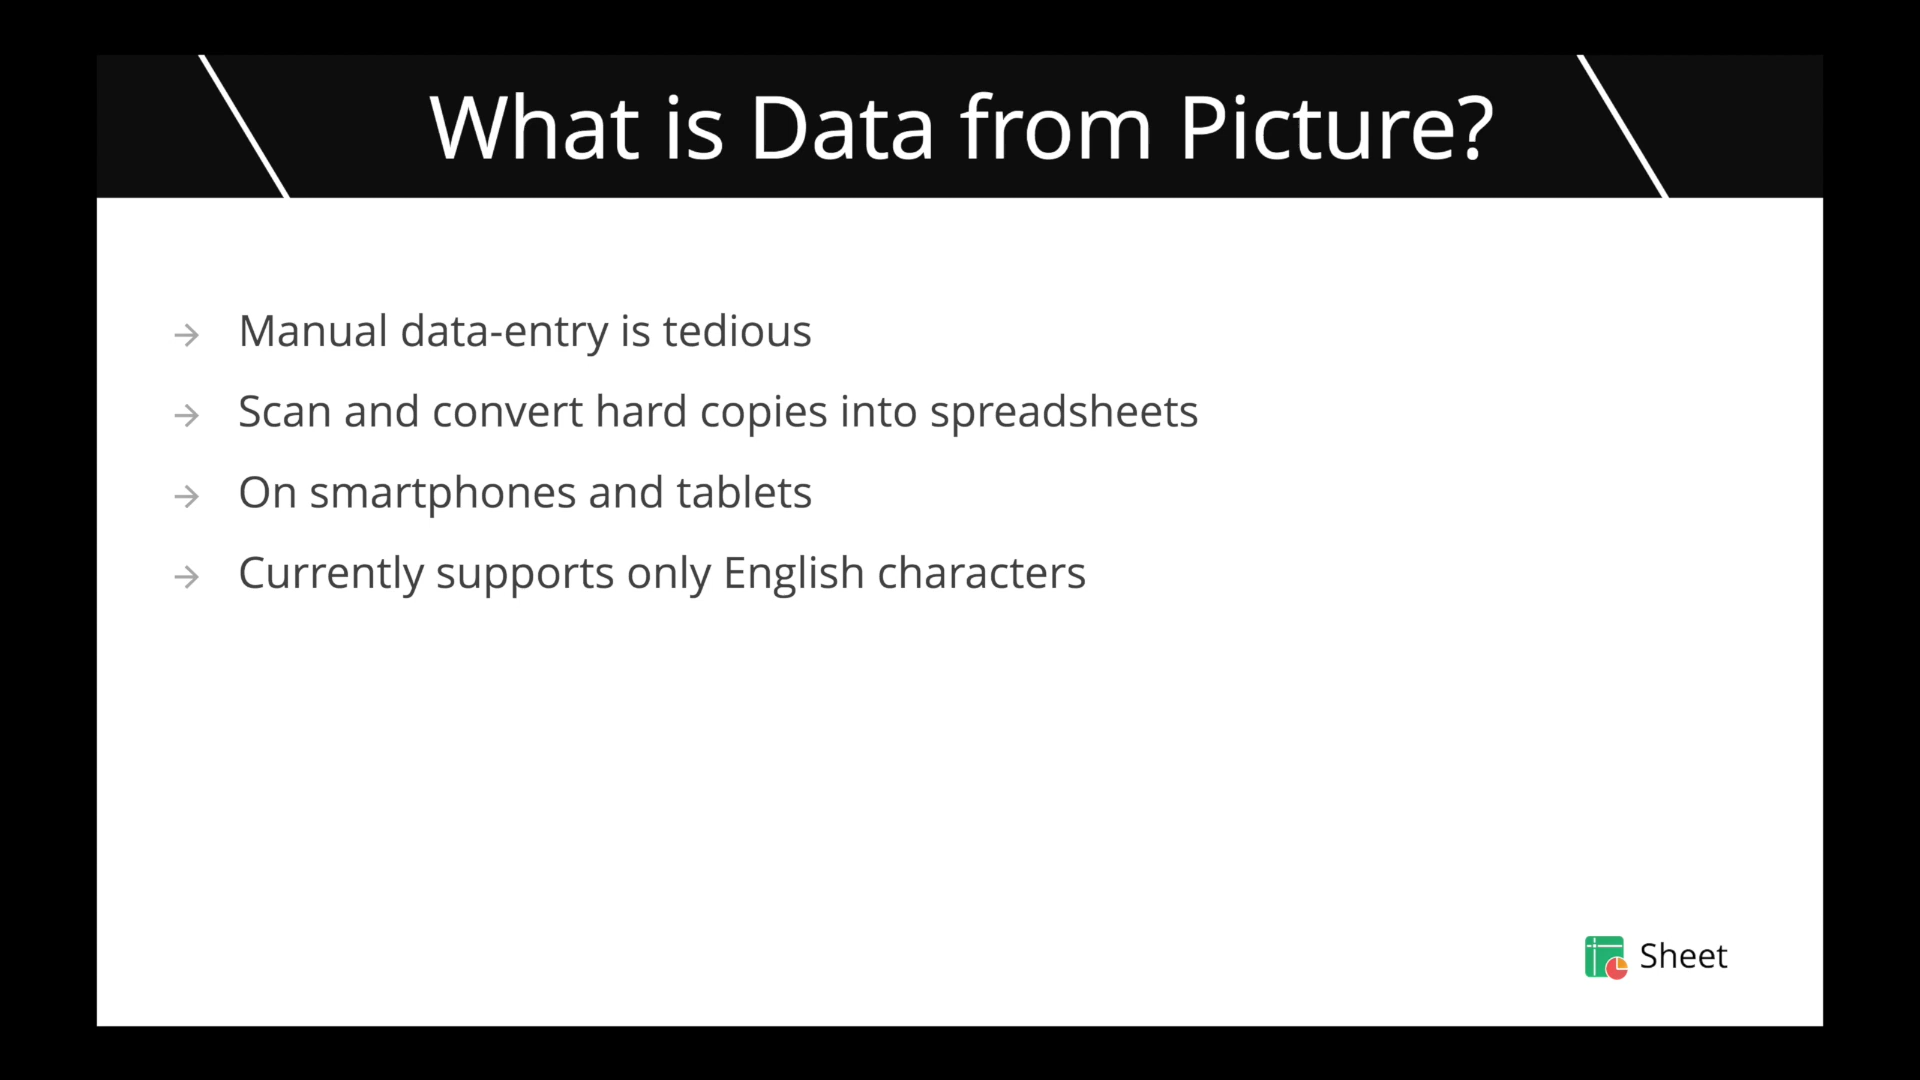 What is Data from Picture?
Manual data-entry is tedious
Scan and convert hard copies into spreadsheets
On smartphones and tablets
Currently supports only English characters
Sheet